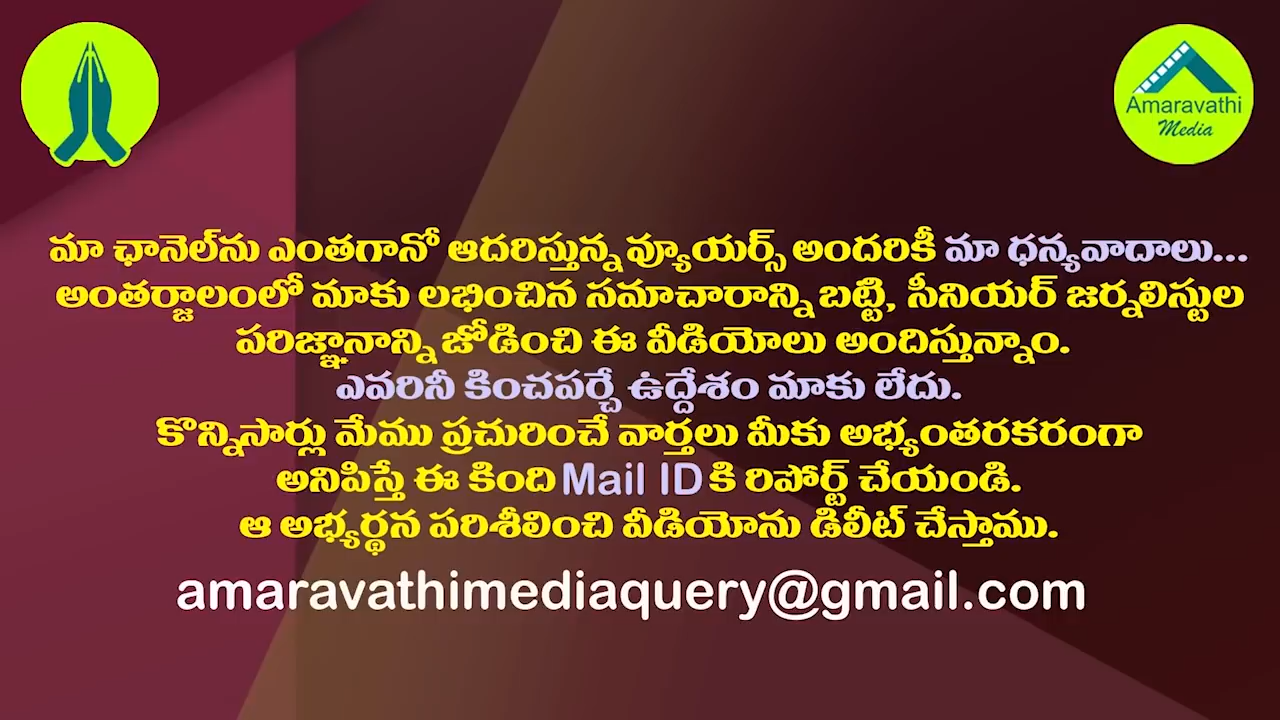 Amaravathi
Media
మా ఛానెల్‌ను ఎంతగానో ఆదరిస్తున్న వ్యూయర్స్ అందరికీ మా ధన్యవాదాలు...
అంతర్జాలంలో మాకు లభించిన సమాచారాన్ని బట్టి, సీనియర్ జర్నలిస్టుల
పరిజ్ఞానాన్ని జోడించి ఈ వీడియోలు అందిస్తున్నాం.
ఎవరినీ కించపర్చే ఉద్దేశం మాకు లేదు.
కొన్నిసార్లు మేము ప్రచురించే వార్తలు మీకు అభ్యంతరకరంగా
అనిపిస్తే ఈ కింది Mail ID కి రిపోర్ట్ చేయండి.
ఆ అభ్యర్థన పరిశీలించి వీడియోను డిలీట్ చేస్తాము.
amaravathimediaquery@gmail.com